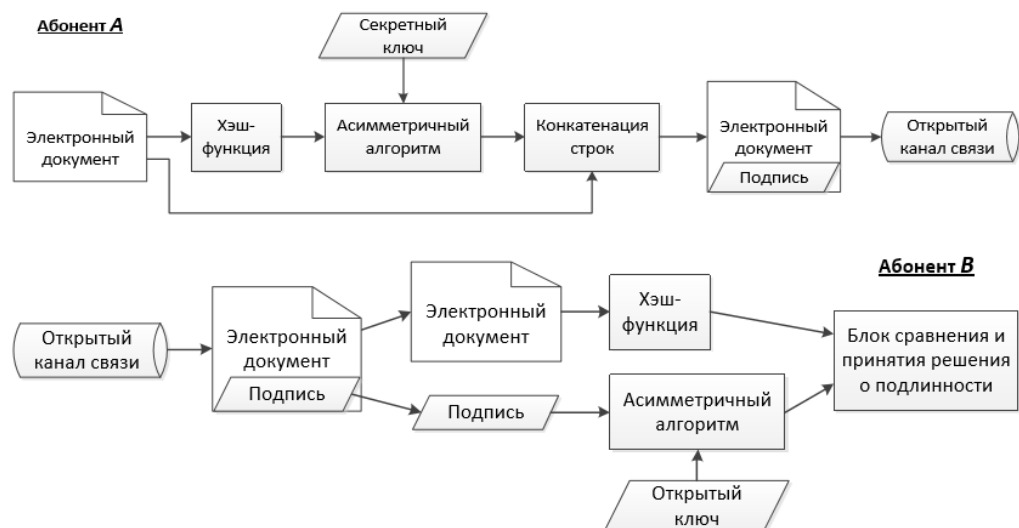 Абонент A
Секретный
ключ
Электронный
документ
Хэш-
функция
Асимметричный
алгоритм
Конкатенация
строк
Электронный
документ
Подпись
Открытый
канал связи
Абонент B
Открытый
канал связи
Электронный
документ
Подпись
Электронный
документ
Хэш-
функция
Подпись
Асимметричный
алгоритм
Блок сравнения и
принятия решения
о подлинности
Открытый
ключ